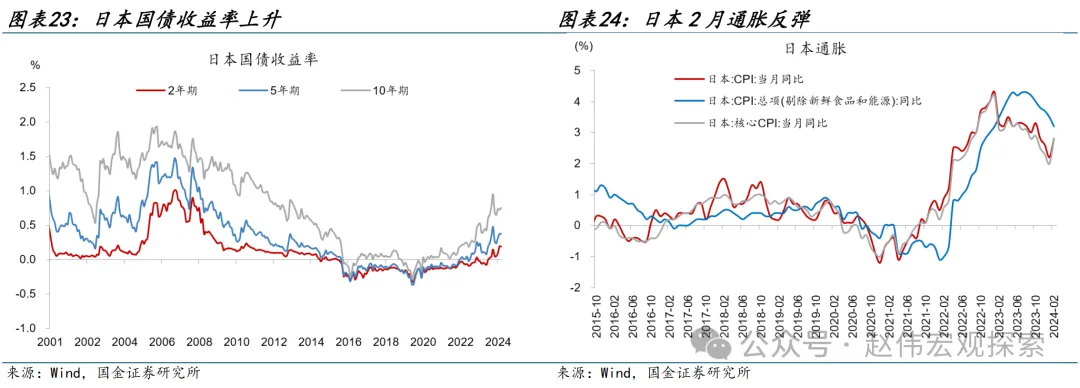 图表23：日本国债收益率上升
日本国债收益率
%
2年期
5年期
10年期
2.5
2.0
1.5
1.0
0.5
0.0
-0.5
-1.0
2001 2002 2004 2006 2008 2010 2012 2014 2016 2018 2020 2022 2024
来源：Wind，国金证券研究所
图表24：日本2月通胀反弹
(%)
日本通胀
日本:CPI:当月同比
日本:CPI:总项(剔除新鲜食品和能源):同比
日本:核心CPI:当月同比
5
4
3
2
1
0
-1
-2
2015-10 2016-02 2016-06 2016-10 2017-02 2017-06 2017-10 2018-02 2018-06 2018-10 2019-02 2019-06 2019-10 2020-02 2020-06 2020-10 2021-02 2021-06 2021-10 2022-02 2022-06 2022-10 2023-02 2023-06 2023-10 2024-02
公众号·赵伟宏观探索
来源：Wind，国金证券研究所